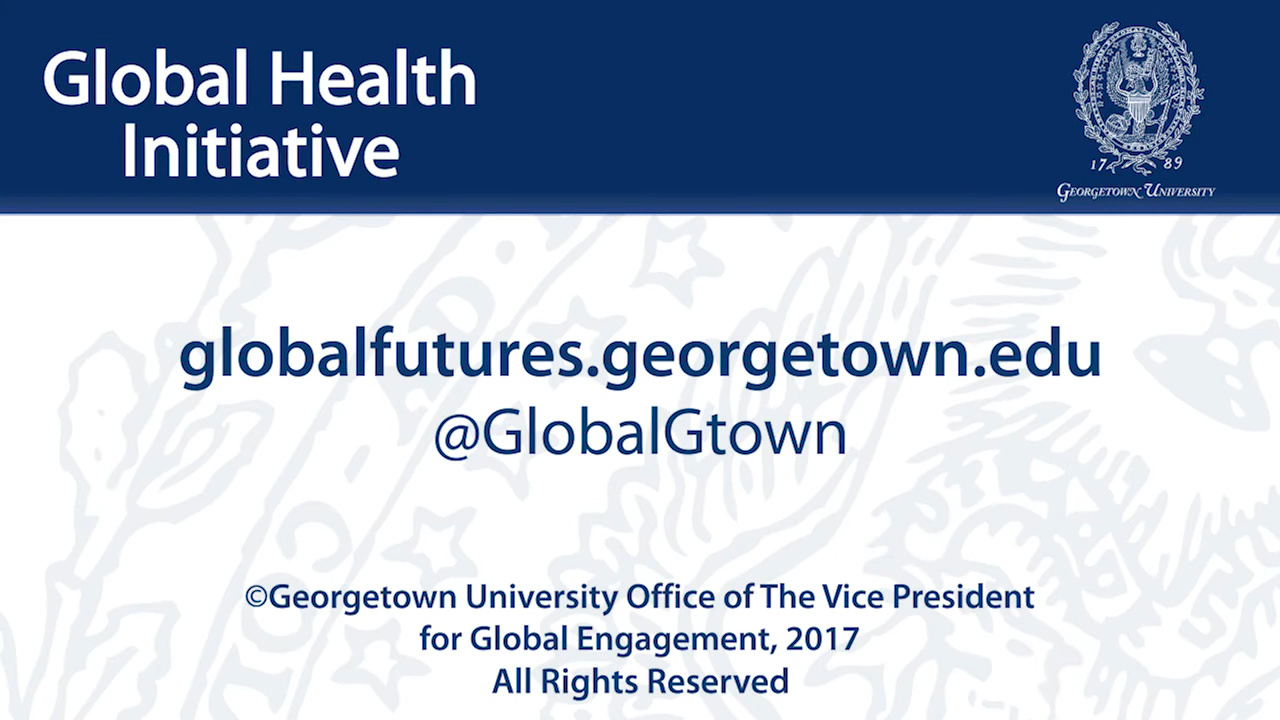 Global Health
Initiative
17 89
GEORGETOWN UNIVERSITY
globalfutures.georgetown.edu
@GlobalGtown
©Georgetown University Office of The Vice President
for Global Engagement, 2017
All Rights Reserved